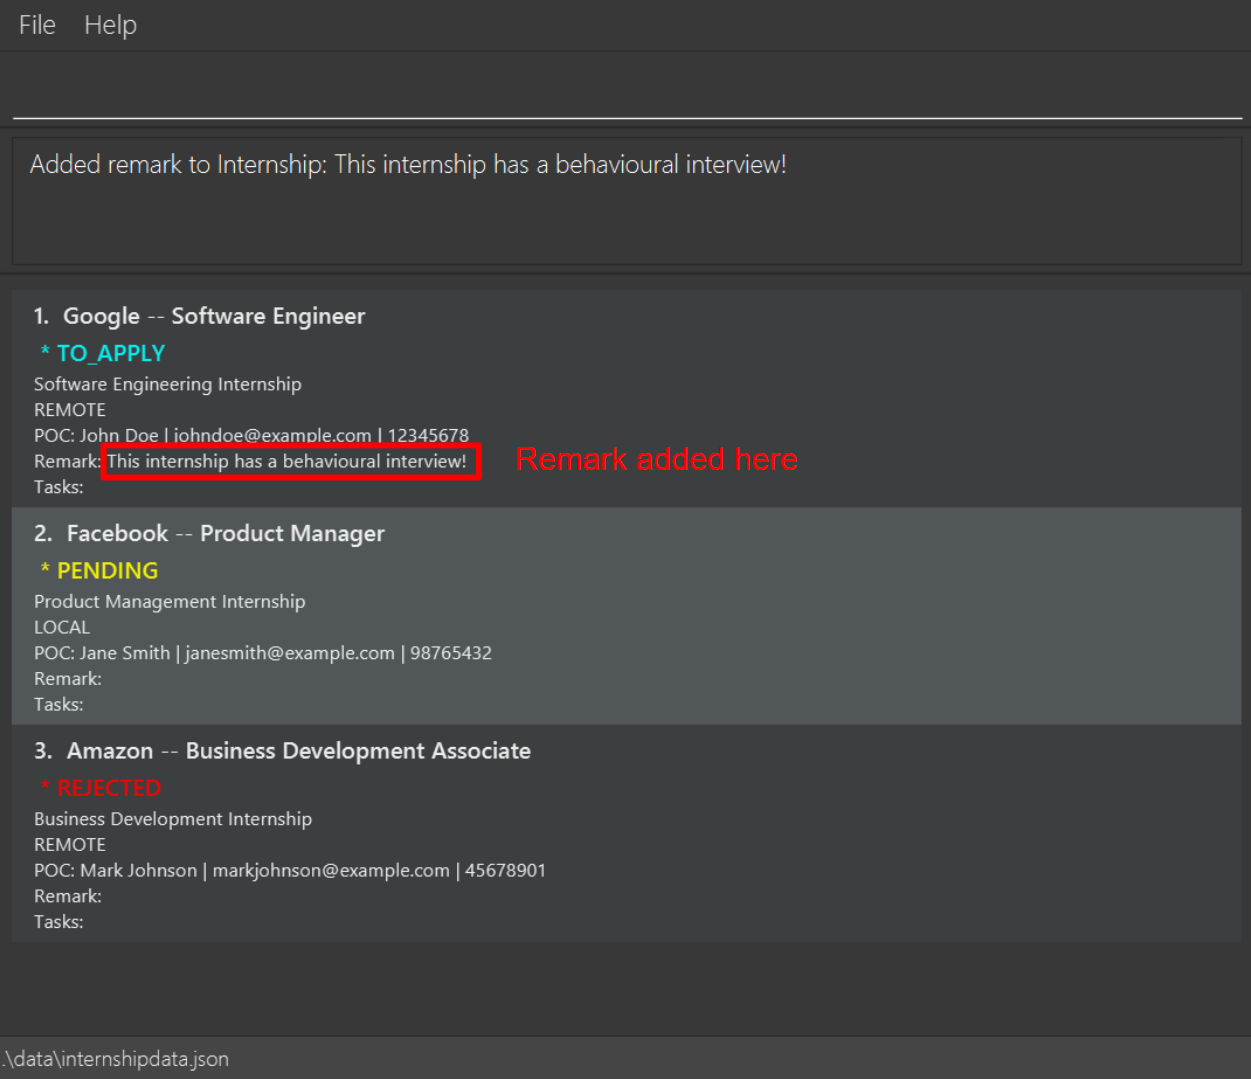 File Help
Added remark to Internship: This internship has a behavioural interview!
1. Google -- Software Engineer
* TO_APPLY
Software Engineering Internship
REMOTE
POC: John Doe | johndoe@example.com | 12345678
Remark: This internship has a behavioural interview! Remark added here
Tasks:
2. Facebook -- Product Manager
* PENDING
Product Management Internship
LOCAL
POC: Jane Smith | janesmith@example.com | 98765432
Remark:
Tasks:
3. Amazon -- Business Development Associate
* REJECTED
Business Development Internship
REMOTE
POC: Mark Johnson | markjohnson@example.com | 45678901
Remark:
Tasks:
.\data\internshipdata.json